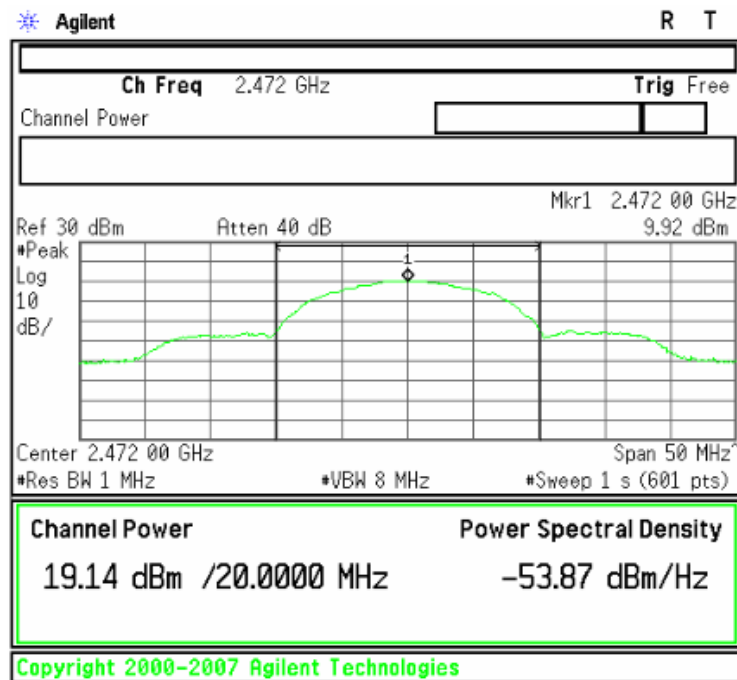 Agilent R T
Ch Freq 2.472 GHz Trig Free
Channel Power
Mkr1 2.472 00 GHz
Ref 30 dBm Atten 40 dB 9.92 dBm
#Peak
Log
10
dB/
1
Center 2.472 00 GHz Span 50 MHz^
#Res BW 1 MHz #VBW 8 MHz #Sweep 1 s (601 pts)
Channel Power Power Spectral Density
19.14 dBm /20.0000 MHz -53.87 dBm/Hz
Copyright 2000-2007 Agilent Technologies